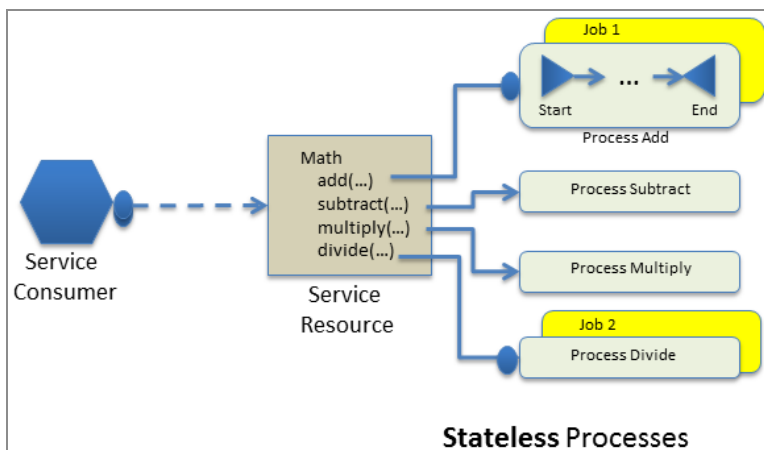 Job 1
...
Start
End
Process Add
Math
add(...)
subtract(...)
multiply(...)
divide(...)
Service
Consumer
Service
Resource
Process Subtract
Process Multiply
Job 2
Process Divide
Stateless Processes